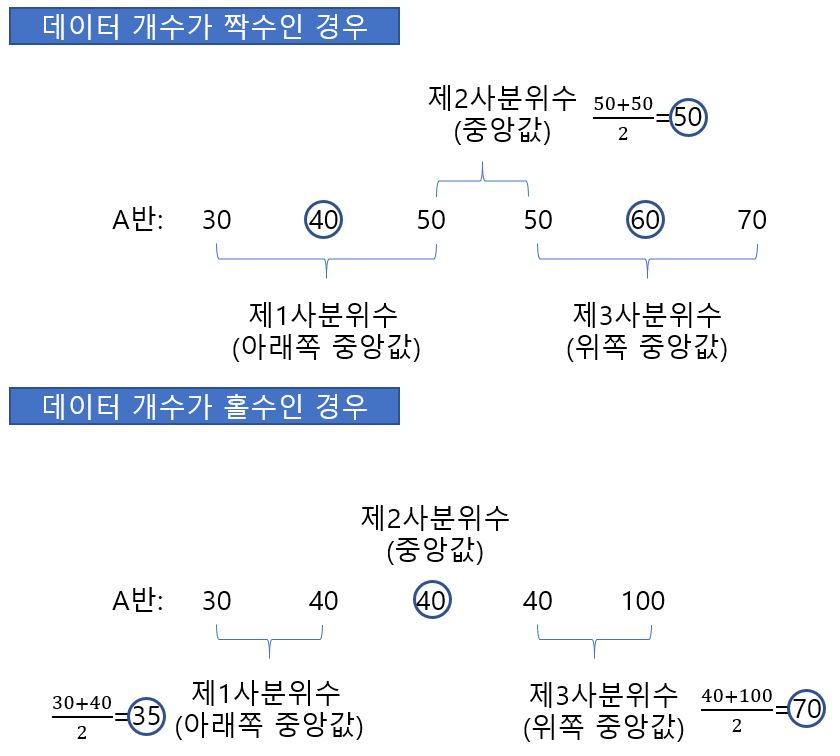 데이터 개수가 짝수인 경우
제2사분위수
(중앙값)
50+50
2
=50
A반: 30 40 50 50 60 70
제1사분위수
(아래쪽 중앙값)
제3사분위수
(위쪽 중앙값)
데이터 개수가 홀수인 경우
제2사분위수
(중앙값)
A반: 30 40 40 40 100
30+40
2
=35
제1사분위수
(아래쪽 중앙값)
제3사분위수
(위쪽 중앙값)
40+100
2
=70